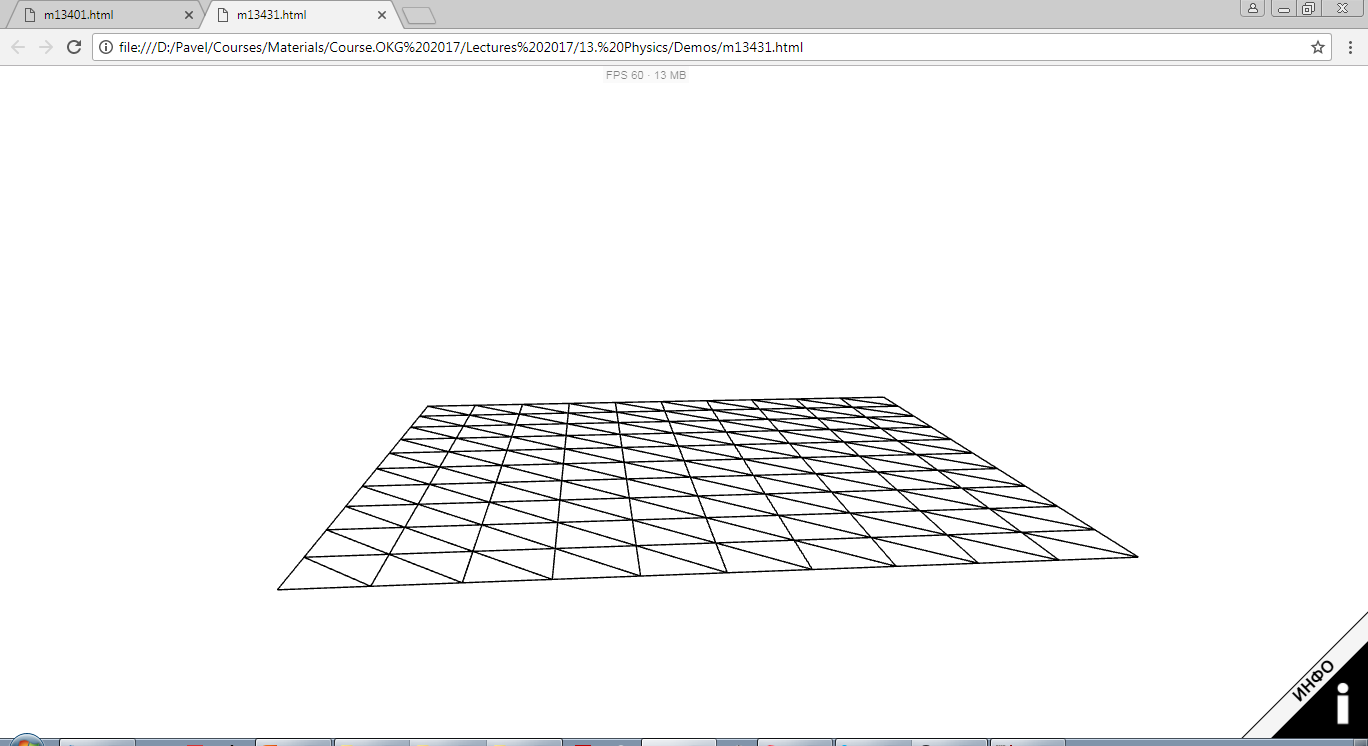 m13401.html
m13431.html
file:///D:/Pavel/Courses/Materials/Course.OKG%202017/Lectures%202017/13.%20Physics/Demos/m13431.html
FPS 60 · 13 MB
ИНФО
i